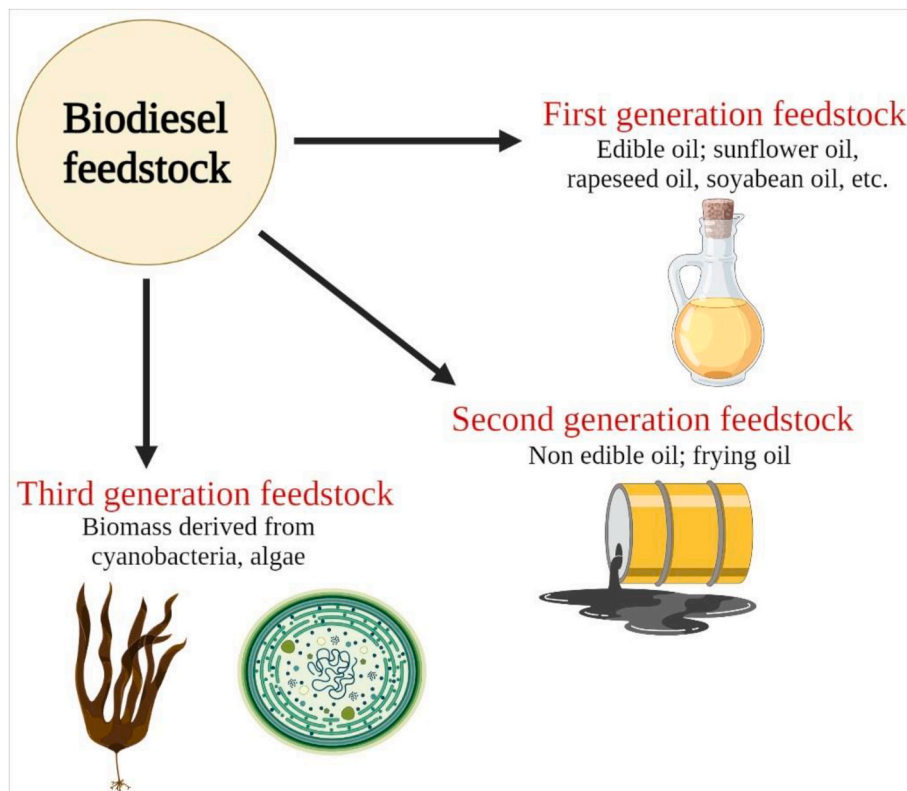 Biodiesel
feedstock
First generation feedstock
Edible oil; sunflower oil,
rapeseed oil, soyabean oil, etc.
Second generation feedstock
Non edible oil; frying oil
Third generation feedstock
Biomass derived from
cyanobacteria, algae